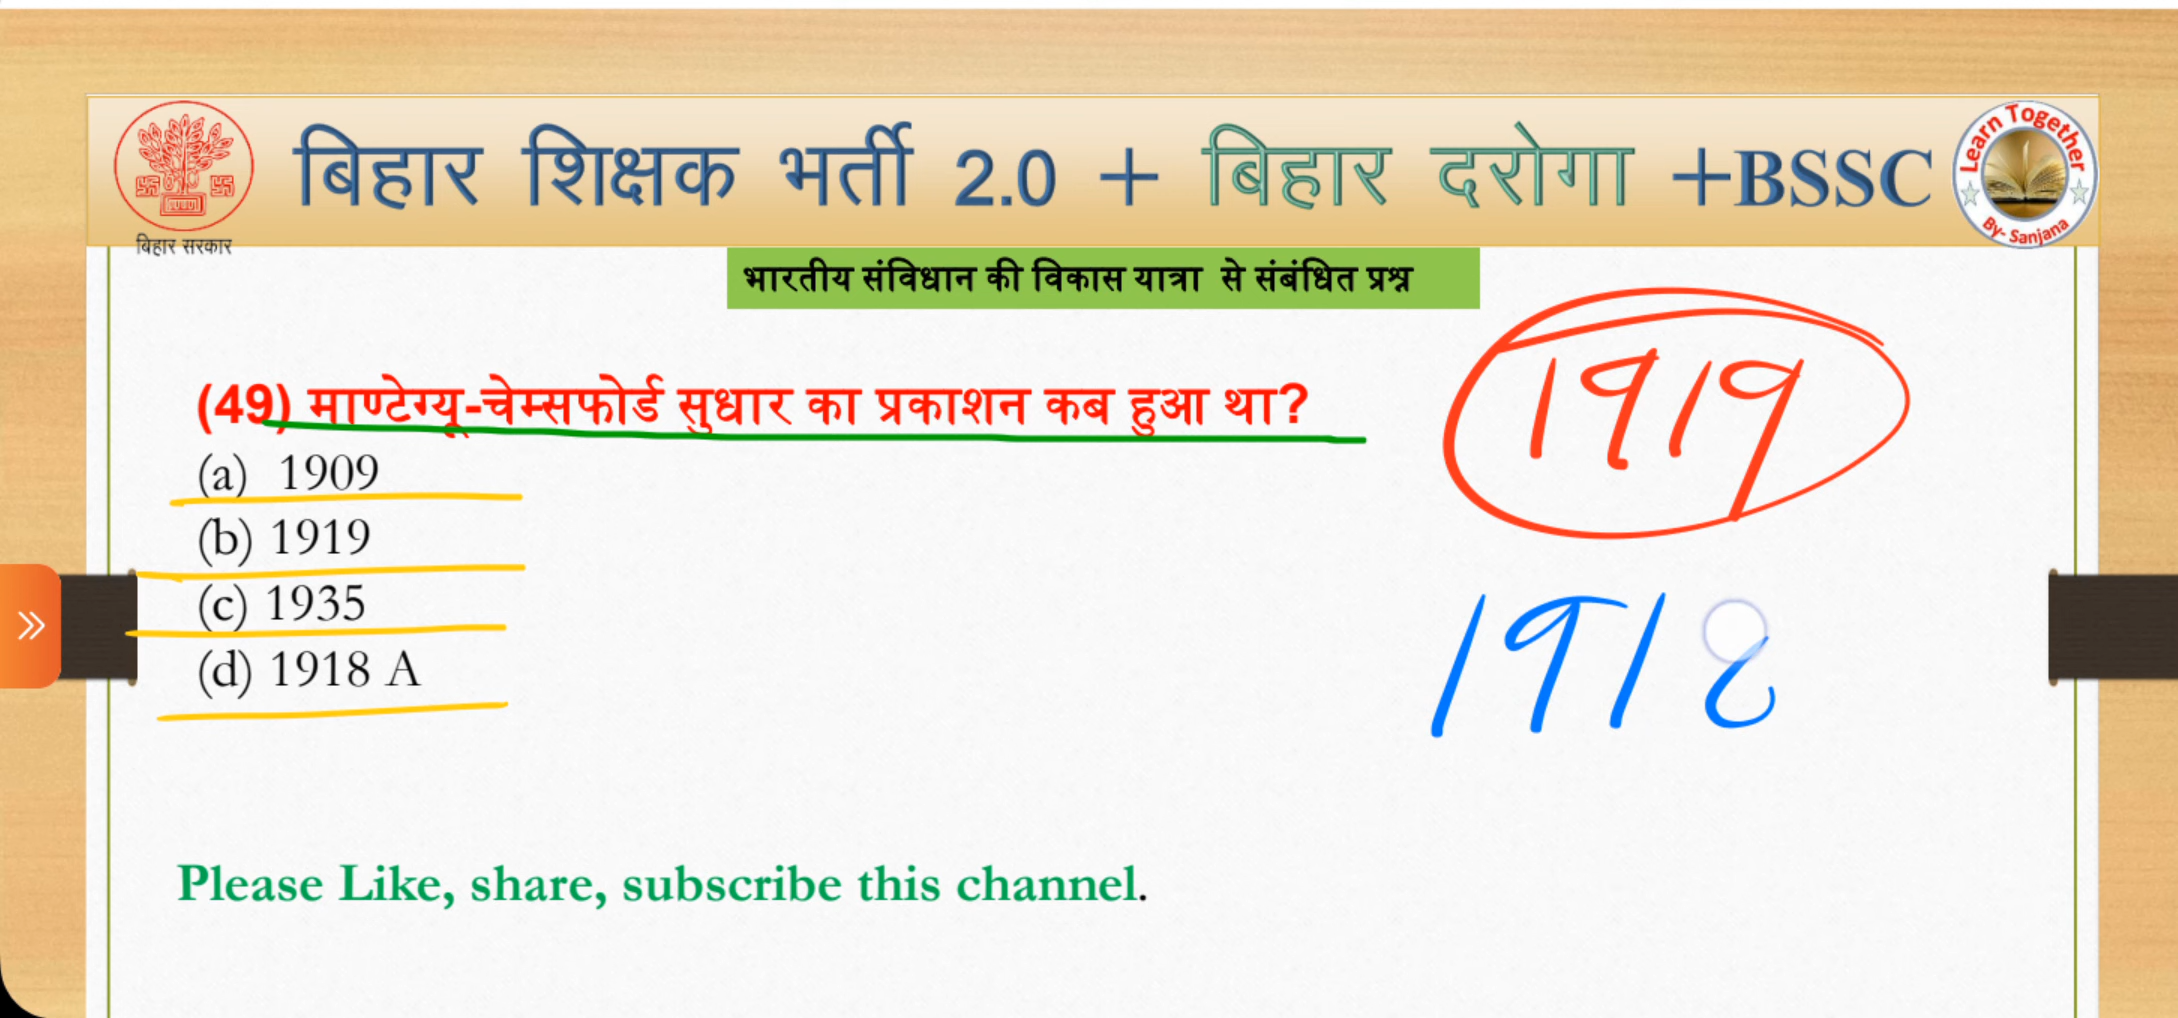 बिहार शिक्षक भर्ती 2.0 + बिहार दरोगा +BSSC
Learn Together
By- Sanjana
बिहार सरकार
भारतीय संविधान की विकास यात्रा से संबंधित प्रश्न
(49) माण्टेग्यू-चेम्सफोर्ड सुधार का प्रकाशन कब हुआ था?
1919
(a) 1909
(b) 1919
(c) 1935
(d) 1918 A
1918
Please Like, share, subscribe this channel.